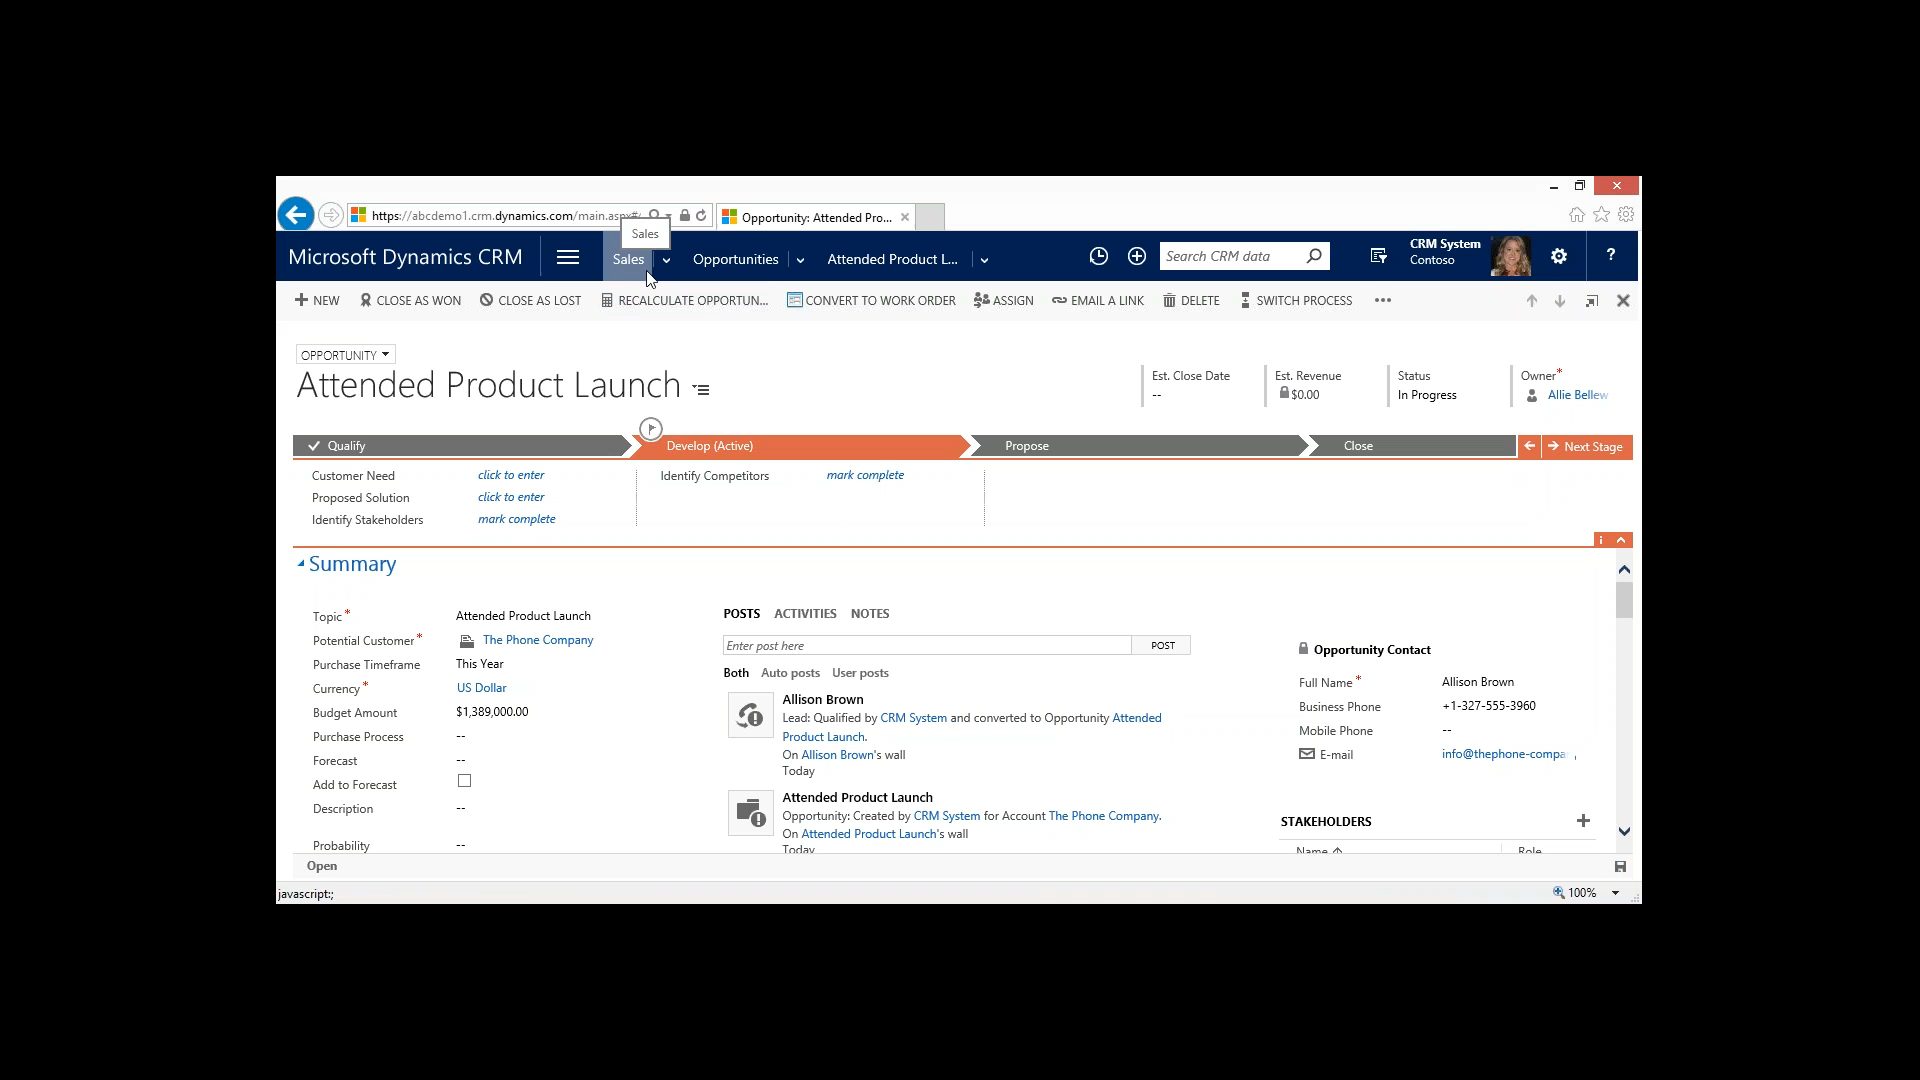 https://abcdemo1.crm.dynamics.com/main.aspx#
Opportunity: Attended Pro...
Sales
Microsoft Dynamics CRM
Sales
Opportunities
Attended Product L...
Search CRM data
CRM System
Contoso
?
NEW
CLOSE AS WON
CLOSE AS LOST
RECALCULATE OPPORTUN...
CONVERT TO WORK ORDER
ASSIGN
EMAIL A LINK
DELETE
SWITCH PROCESS
•••
OPPORTUNITY
Attended Product Launch
Est. Close Date
--
Est. Revenue
$0.00
Status
In Progress
Owner*
Allie Bellew
Qualify
Develop (Active)
Propose
Close
Next Stage
Customer Need click to enter
Proposed Solution click to enter
Identify Stakeholders mark complete
Identify Competitors mark complete
i
Summary
Topic* Attended Product Launch
Potential Customer* The Phone Company
Purchase Timeframe This Year
Currency* US Dollar
Budget Amount $1,389,000.00
Purchase Process --
Forecast --
Add to Forecast
Description --
Probability --
POSTS ACTIVITIES NOTES
Enter post here POST
Both Auto posts User posts
Allison Brown
Lead: Qualified by CRM System and converted to Opportunity Attended
Product Launch.
On Allison Brown's wall
Today
Attended Product Launch
Opportunity: Created by CRM System for Account The Phone Company.
On Attended Product Launch's wall
Today
Opportunity Contact
Full Name* Allison Brown
Business Phone +1-327-555-3960
Mobile Phone --
E-mail info@thephone-compa
STAKEHOLDERS
Name Role
Open
javascript:;
100%